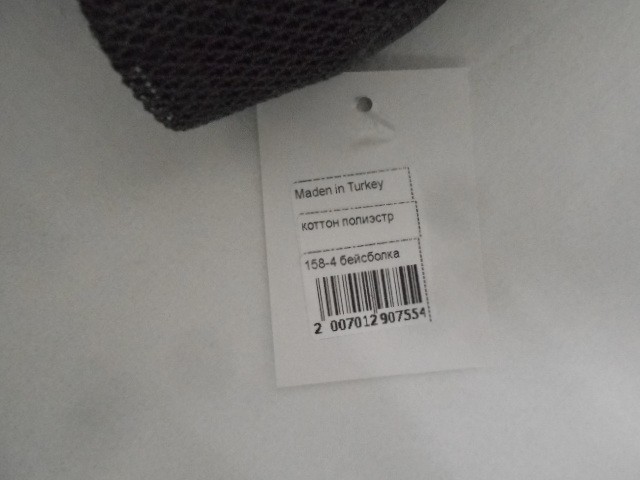 Maden in Turkey
коттон полиэстр
158-4 бейсболка
2 007012 907554